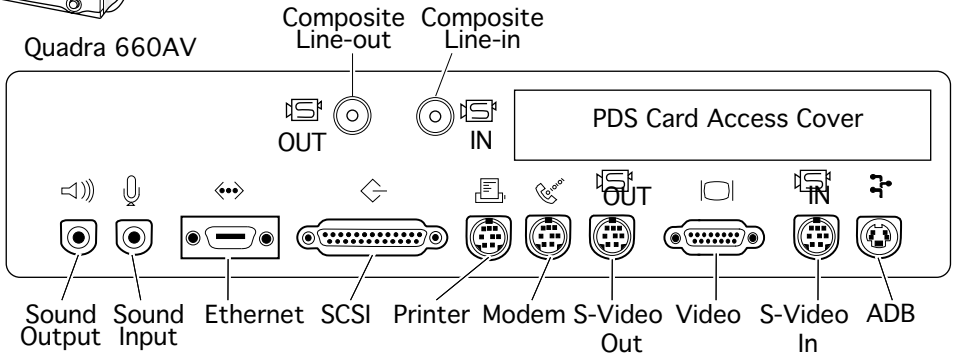 Quadra 660AV
Composite Line-out
Composite Line-in
OUT
IN
PDS Card Access Cover
OUT
IN
Sound Output
Sound Input
Ethernet
SCSI
Printer
Modem
S-Video Out
Video
S-Video In
ADB